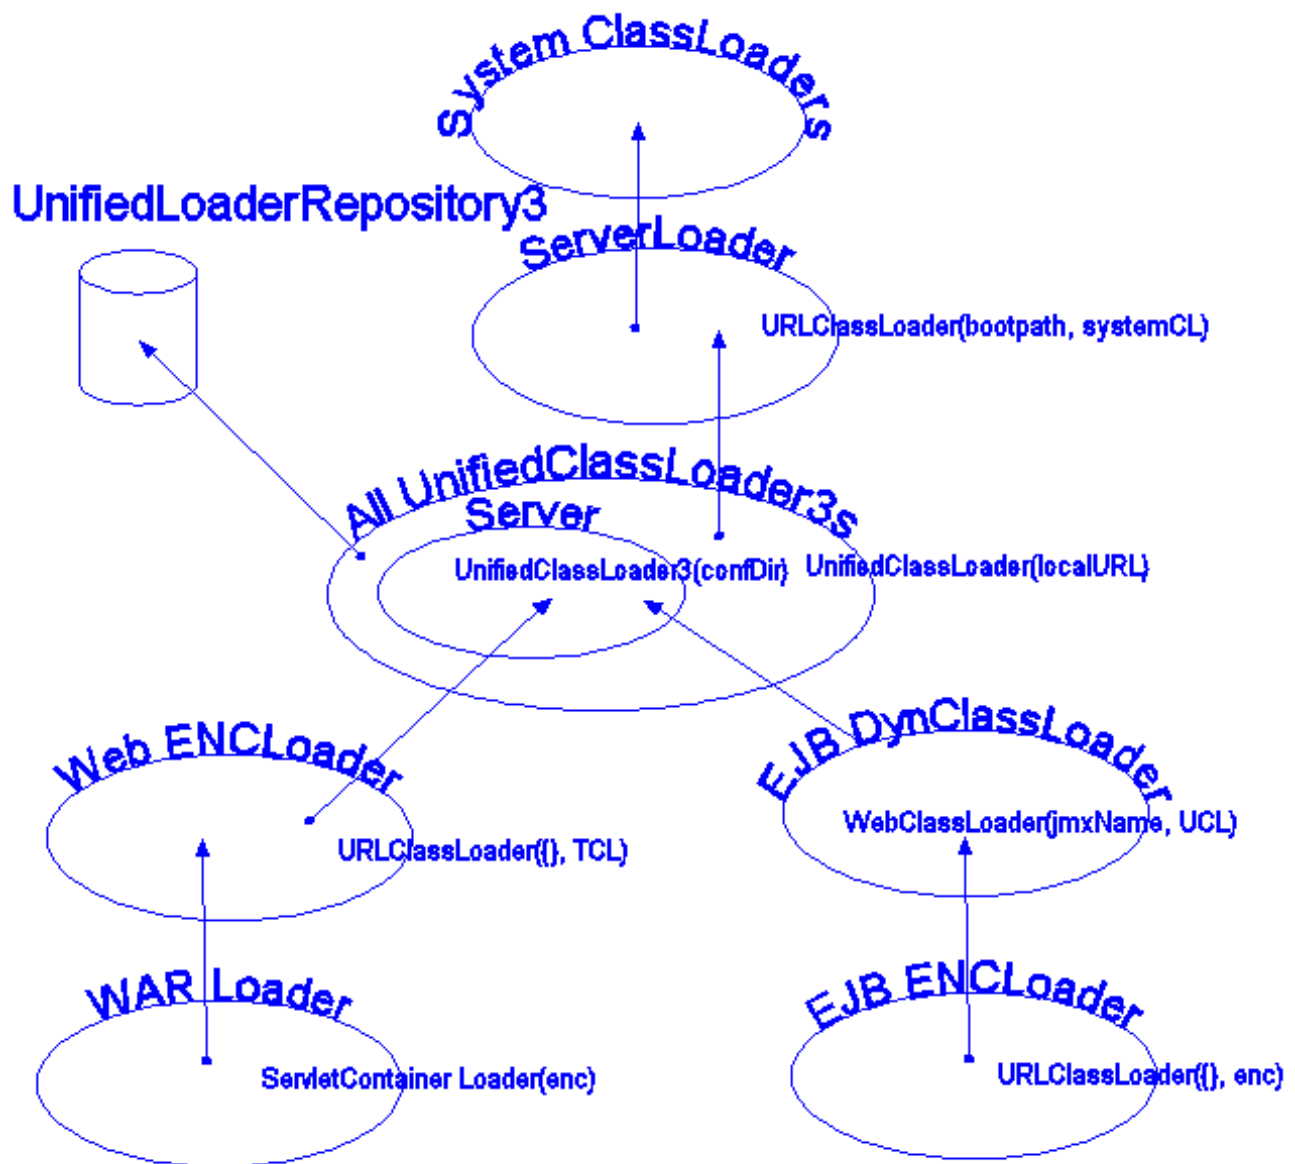 System ClassLoaders
UnifiedLoaderRepository3
ServerLoader
URLClassLoader(bootpath, systemCL)
All UnifiedClassLoader3s
Server
UnifiedClassLoader3(confDir)
UnifiedClassLoader(localURL)
Web ENCLoader
URLClassLoader({}, TCL)
EJB DynClassLoader
WebClassLoader(jmxName, UCL)
WAR Loader
ServletContainer Loader(enc)
EJB ENCLoader
URLClassLoader({}, enc)